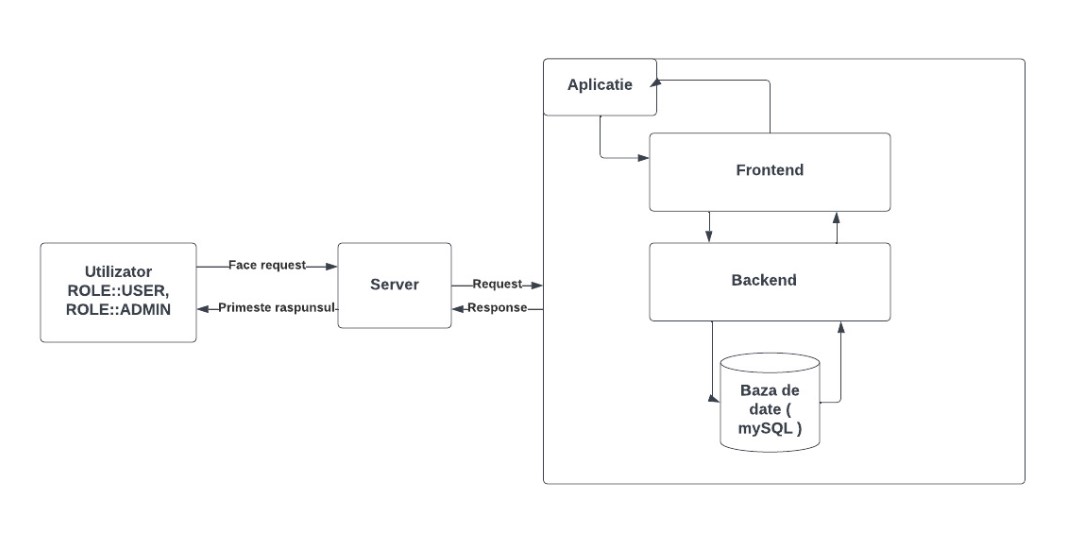 Aplicatie
Frontend
Utilizator
ROLE::USER,
ROLE::ADMIN
Face request
Primeste raspunsul
Server
Request
Response
Backend
Baza de
date (
mySQL )